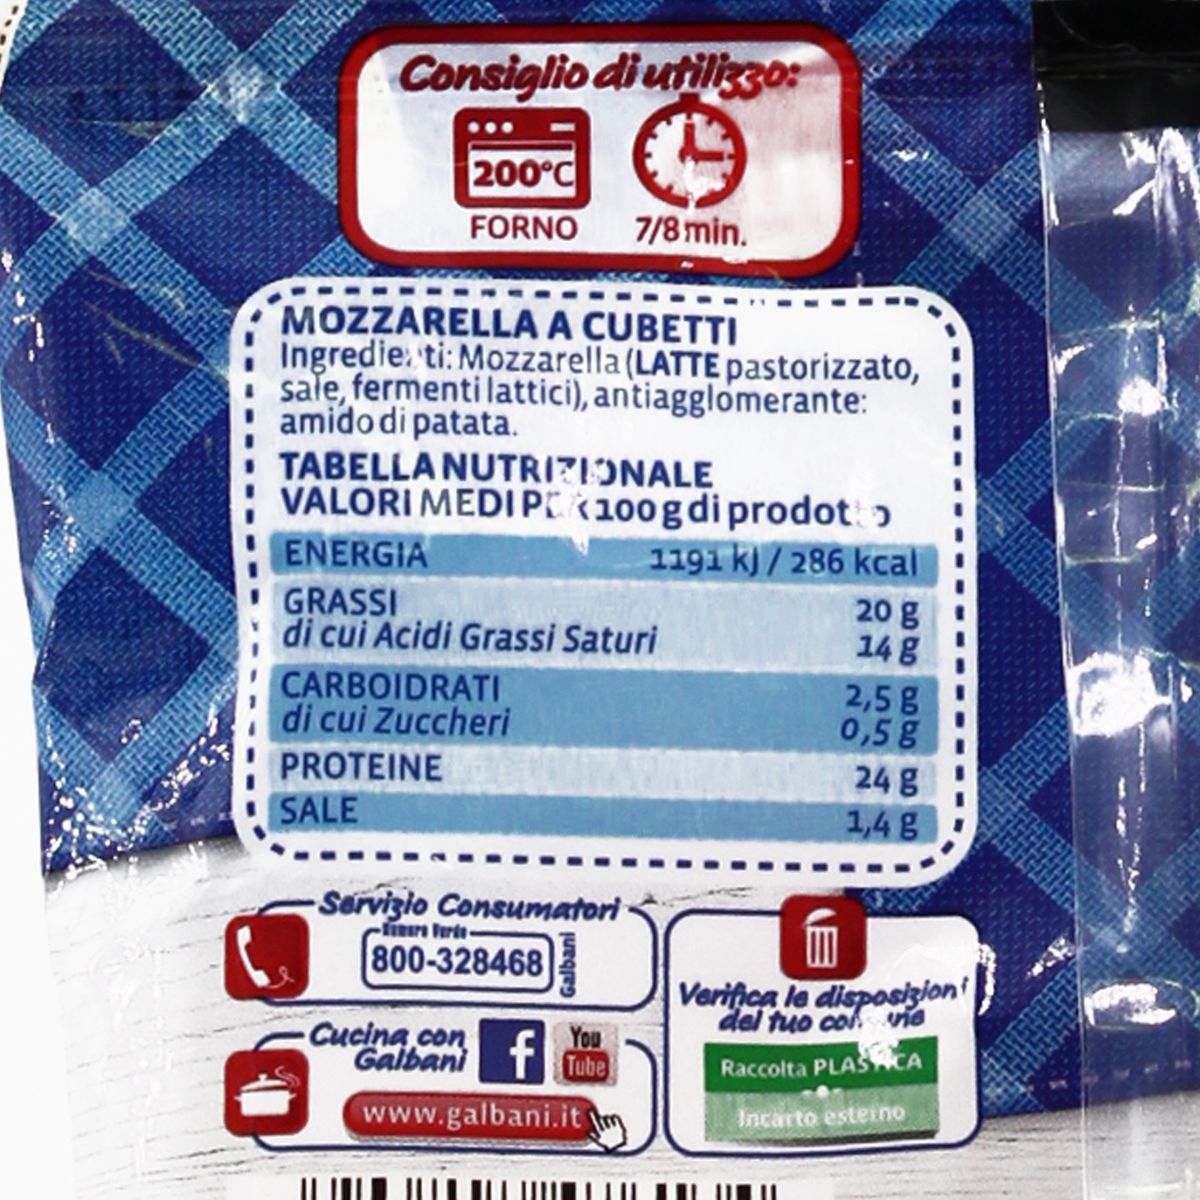 Consiglio di utilizzo:
200°C
FORNO
7/8 min.
MOZZARELLA A CUBETTI
Ingredienti: Mozzarella (LATTE pastorizzato,
sale, fermenti lattici), antiagglomerante:
amido di patata.
TABELLA NUTRIZIONALE
VALORI MEDI PER 100 g di prodotto
ENERGIA 1191 kJ / 286 kcal
GRASSI 20 g
di cui Acidi Grassi Saturi 14 g
CARBOIDRATI 2,5 g
di cui Zuccheri 0,5 g
PROTEINE 24 g
SALE 1,4 g
Servizio Consumatori
Numero Verde
800-328468
Galbani
Cucina con
Galbani
f
You
Tube
www.galbani.it
Verifica le disposizioni
del tuo comune
Raccolta PLASTICA
Incarto esterno